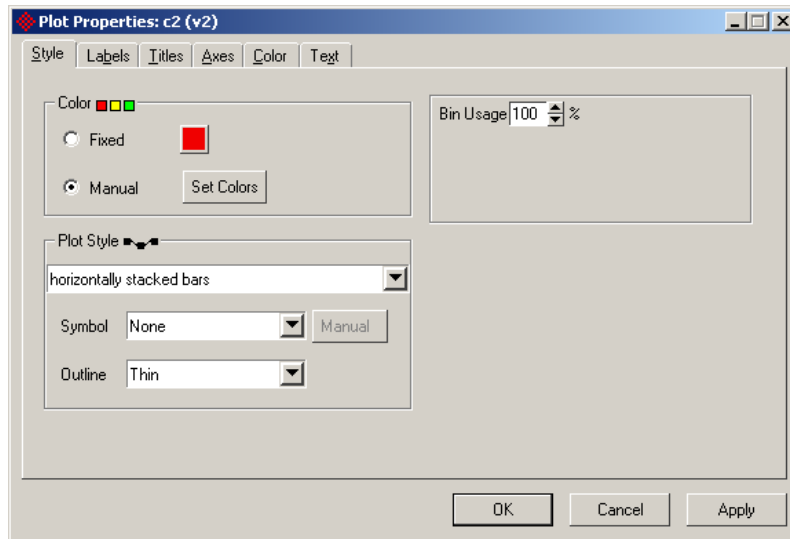 Plot Properties: c2 (v2)
Style Labels Titles Axes Color Text
Color
Fixed
Manual Set Colors
Bin Usage 100 %
Plot Style
horizontally stacked bars
Symbol None Manual
Outline Thin
OK Cancel Apply